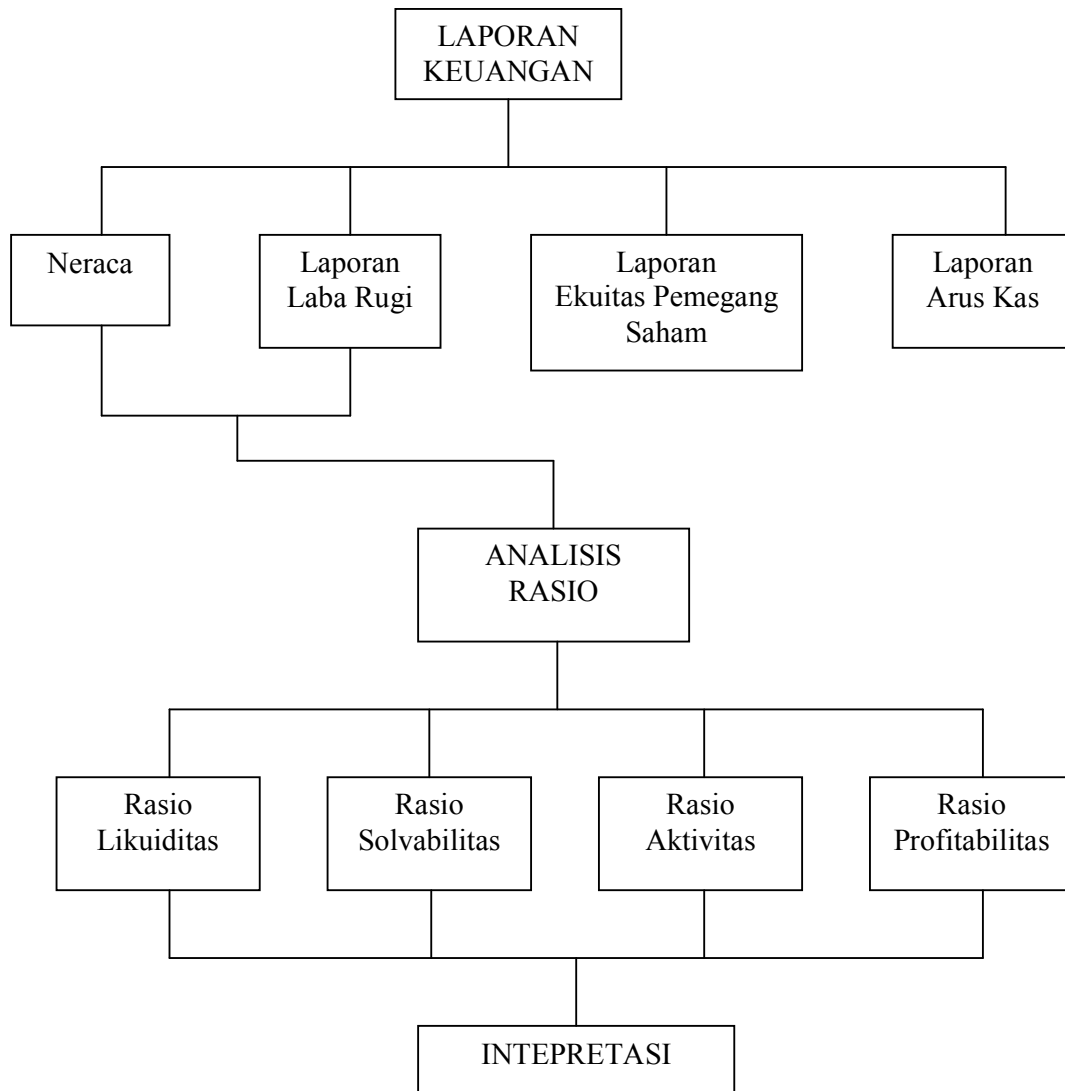 LAPORAN
KEUANGAN
Neraca
Laporan
Laba Rugi
Laporan
Ekuitas Pemegang
Saham
Laporan
Arus Kas
ANALISIS
RASIO
Rasio
Likuiditas
Rasio
Solvabilitas
Rasio
Aktivitas
Rasio
Profitabilitas
INTEPRETASI